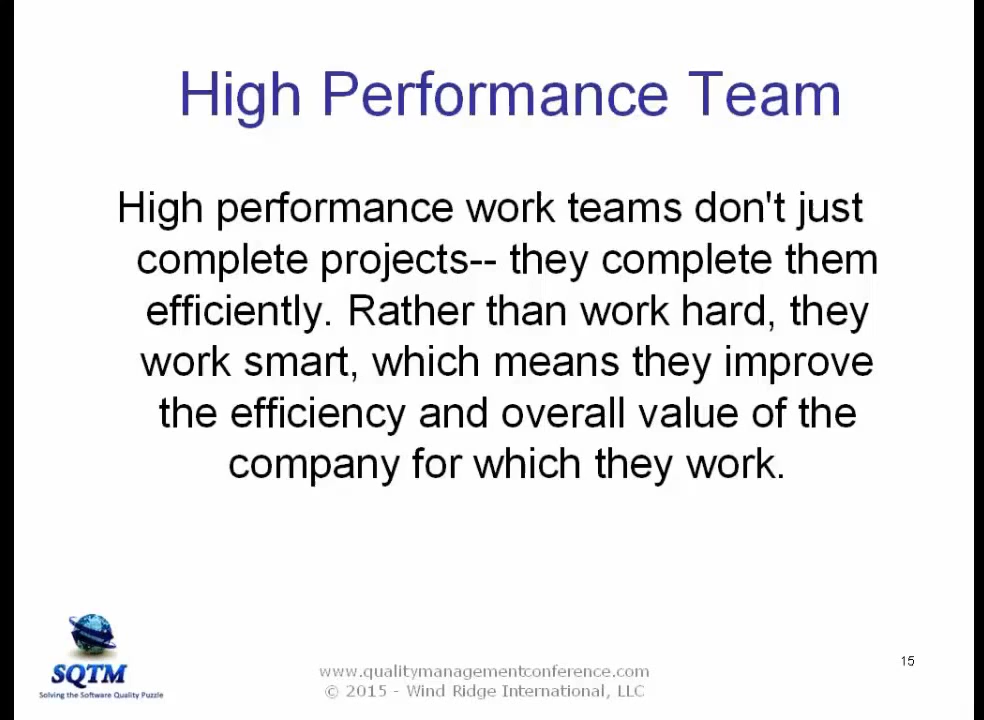 High Performance Team
High performance work teams don't just
complete projects-- they complete them
efficiently. Rather than work hard, they
work smart, which means they improve
the efficiency and overall value of the
company for which they work.
SQTM
Solving the Software Quality Puzzle
www.qualitymanagementconference.com
© 2015 - Wind Ridge International, LLC
15